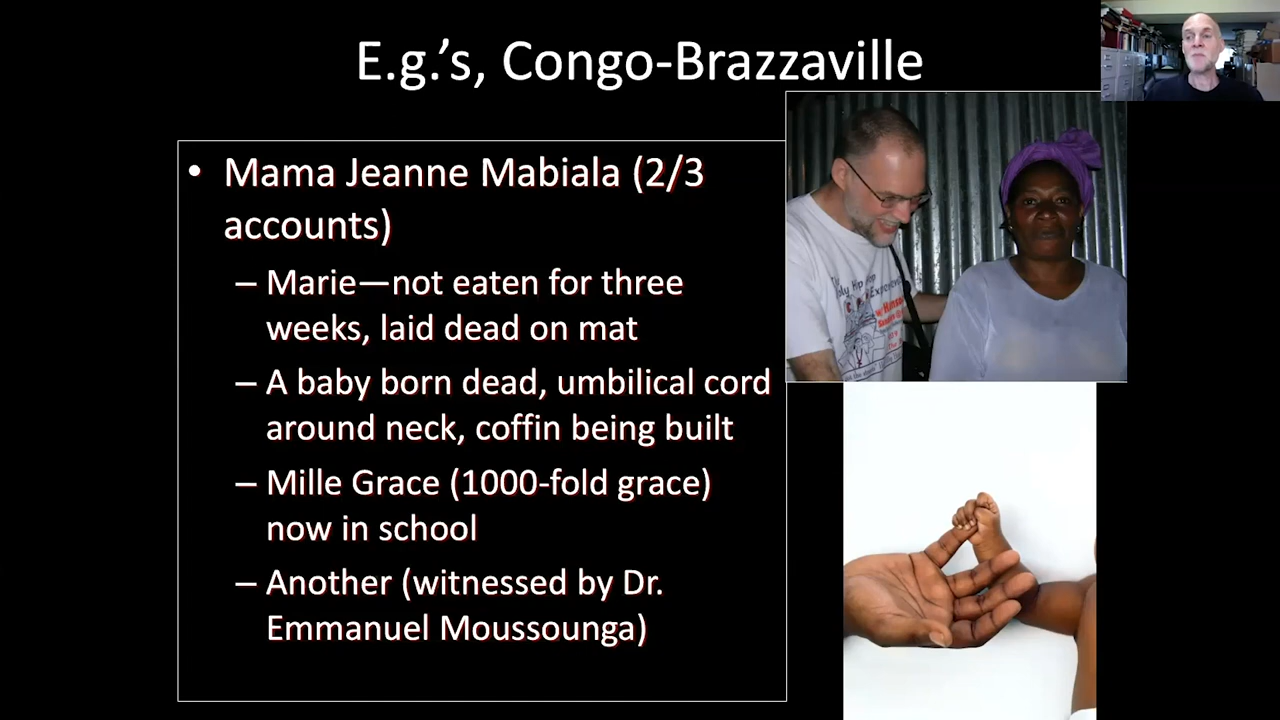 E.g.'s, Congo-Brazzaville
• Mama Jeanne Mabiala (2/3
accounts)
– Marie—not eaten for three
weeks, laid dead on mat
– A baby born dead, umbilical cord
around neck, coffin being built
– Mille Grace (1000-fold grace)
now in school
– Another (witnessed by Dr.
Emmanuel Moussounga)